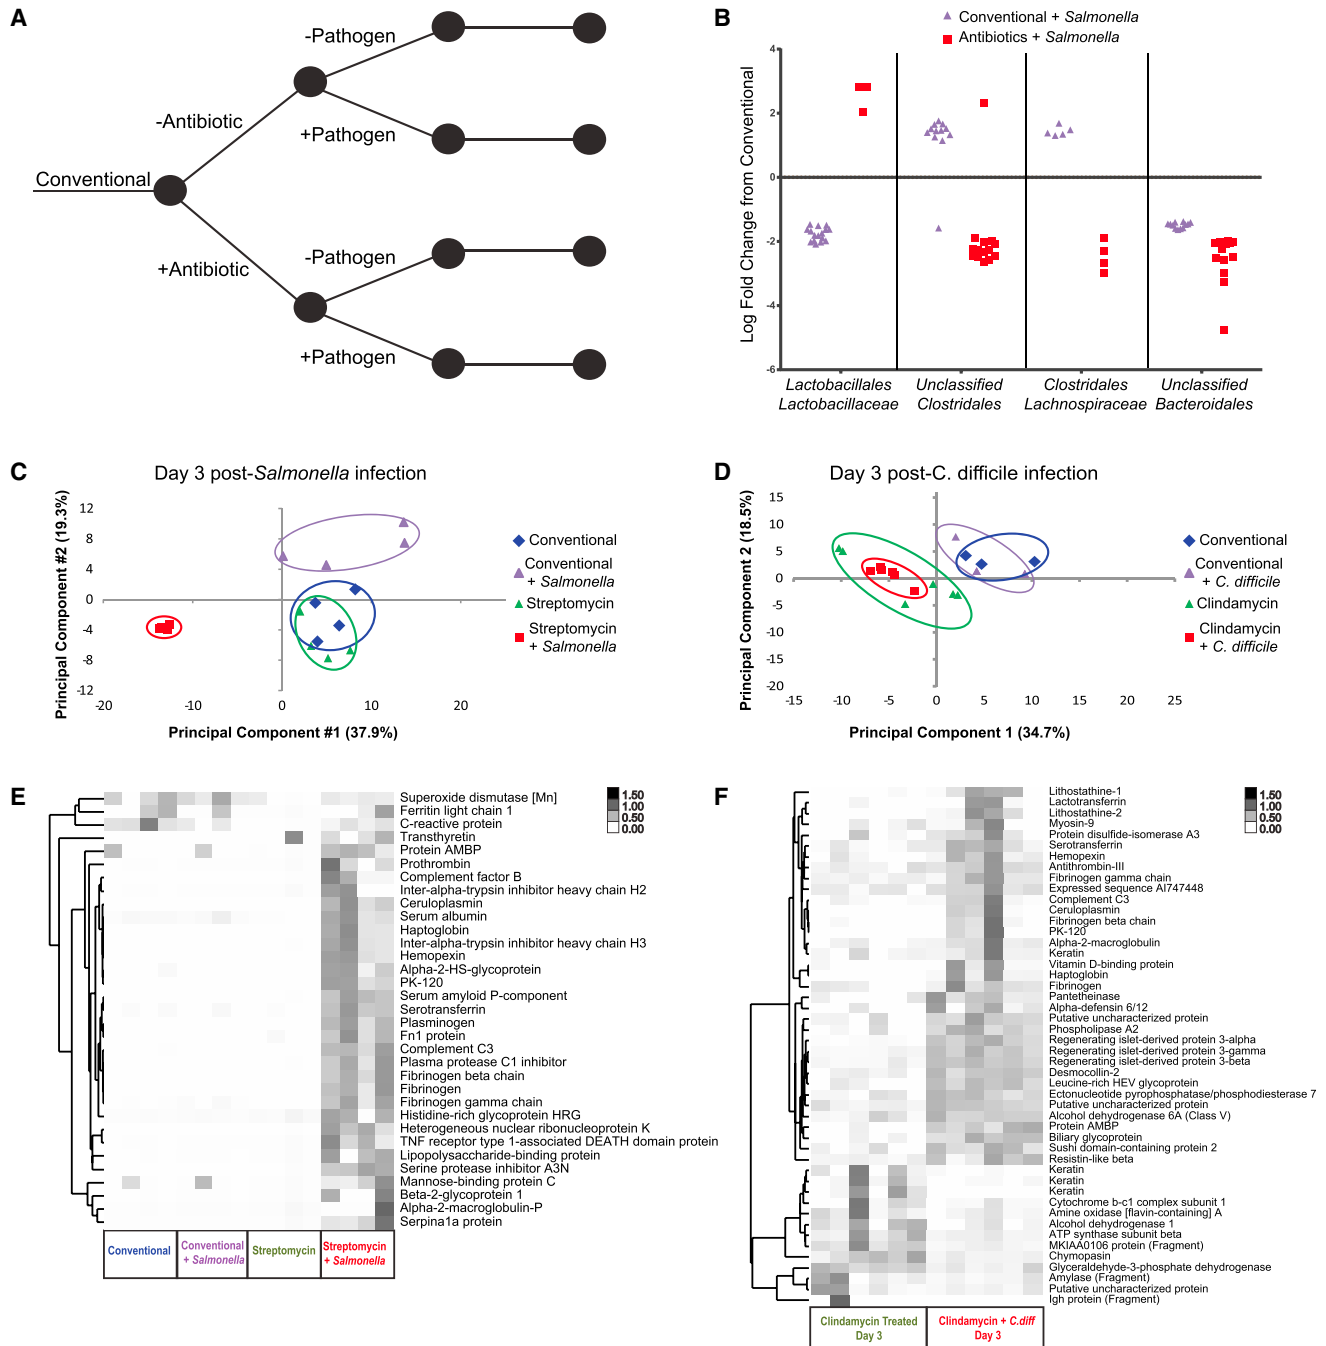 A
-Pathogen
-Antibiotic
+Pathogen
Conventional
-Pathogen
+Antibiotic
+Pathogen
B
Conventional + Salmonella
Antibiotics + Salmonella
Log Fold Change from Conventional
4
2
0
-2
-4
-6
Lactobacillales
Lactobacillaceae
Unclassified
Clostridales
Clostridales
Lachnospiraceae
Unclassified
Bacteroidales
C
Day 3 post-Salmonella infection
Principal Component #2 (19.3%)
12
8
4
0
-4
-8
-12
-20
-10
0
10
20
Principal Component #1 (37.9%)
Conventional
Conventional
+ Salmonella
Streptomycin
Streptomycin
+ Salmonella
D
Day 3 post-C. difficile infection
Principal Component 2 (18.5%)
15
10
5
0
-5
-10
-15
-20
-15
-10
-5
0
5
10
15
20
25
Principal Component 1 (34.7%)
Conventional
Conventional
+ C. difficile
Clindamycin
Clindamycin
+ C. difficile
E
Superoxide dismutase [Mn]
Ferritin light chain 1
C-reactive protein
Transthyretin
Protein AMBP
Prothrombin
Complement factor B
Inter-alpha-trypsin inhibitor heavy chain H2
Ceruloplasmin
Serum albumin
Haptoglobin
Inter-alpha-trypsin inhibitor heavy chain H3
Hemopexin
Alpha-2-HS-glycoprotein
PK-120
Serum amyloid P-component
Serotransferrin
Plasminogen
Fn1 protein
Complement C3
Plasma protease C1 inhibitor
Fibrinogen beta chain
Fibrinogen
Fibrinogen gamma chain
Histidine-rich glycoprotein HRG
Heterogeneous nuclear ribonucleoprotein K
TNF receptor type 1-associated DEATH domain protein
Lipopolysaccharide-binding protein
Serine protease inhibitor A3N
Mannose-binding protein C
Beta-2-glycoprotein 1
Alpha-2-macroglobulin-P
Serpina1a protein
1.50
1.00
0.50
0.00
Conventional
Conventional
+ Salmonella
Streptomycin
Streptomycin
+ Salmonella
F
Lithostathine-1
Lactotransferrin
Lithostathine-2
Myosin-9
Protein disulfide-isomerase A3
Serotransferrin
Hemopexin
Antithrombin-III
Fibrinogen gamma chain
Expressed sequence AI747448
Complement C3
Ceruloplasmin
Fibrinogen beta chain
PK-120
Alpha-2-macroglobulin
Keratin
Vitamin D-binding protein
Haptoglobin
Fibrinogen
Pantetheinase
Alpha-defensin 6/12
Putative uncharacterized protein
Phospholipase A2
Regenerating islet-derived protein 3-alpha
Regenerating islet-derived protein 3-gamma
Regenerating islet-derived protein 3-beta
Desmocollin-2
Leucine-rich HEV glycoprotein
Ectonucleotide pyrophosphatase/phosphodiesterase 7
Putative uncharacterized protein
Alcohol dehydrogenase 6A (Class V)
Protein AMBP
Biliary glycoprotein
Sushi domain-containing protein 2
Resistin-like beta
Keratin
Keratin
Keratin
Cytochrome b-c1 complex subunit 1
Amine oxidase [flavin-containing] A
Alcohol dehydrogenase 1
ATP synthase subunit beta
MKIAA0106 protein (Fragment)
Chymopasin
Glyceraldehyde-3-phosphate dehydrogenase
Amylase (Fragment)
Putative uncharacterized protein
Igh protein (Fragment)
1.50
1.00
0.50
0.00
Clindamycin Treated
Day 3
Clindamycin + C.diff
Day 3